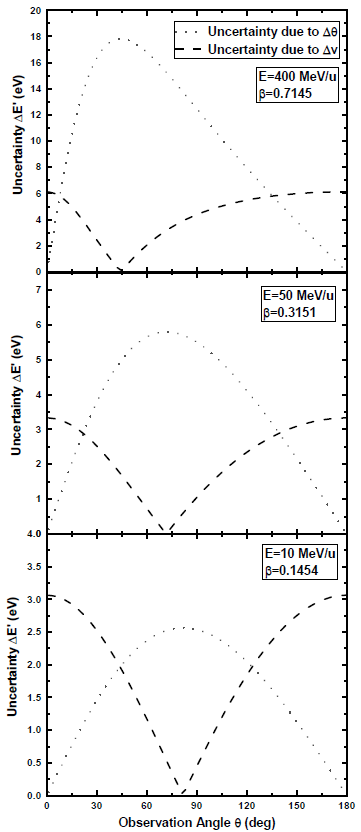 Uncertainty due to Δθ
Uncertainty due to Δv
E=400 MeV/u
β=0.7145
Uncertainty ΔE' (eV)
20
18
16
14
12
10
8
6
4
2
0
E=50 MeV/u
β=0.3151
Uncertainty ΔE' (eV)
7
6
5
4
3
2
1
E=10 MeV/u
β=0.1454
Uncertainty ΔE' (eV)
4.0
3.5
3.0
2.5
2.0
1.5
1.0
0.5
0.0
0 30 60 90 120 150 180
Observation Angle θ (deg)